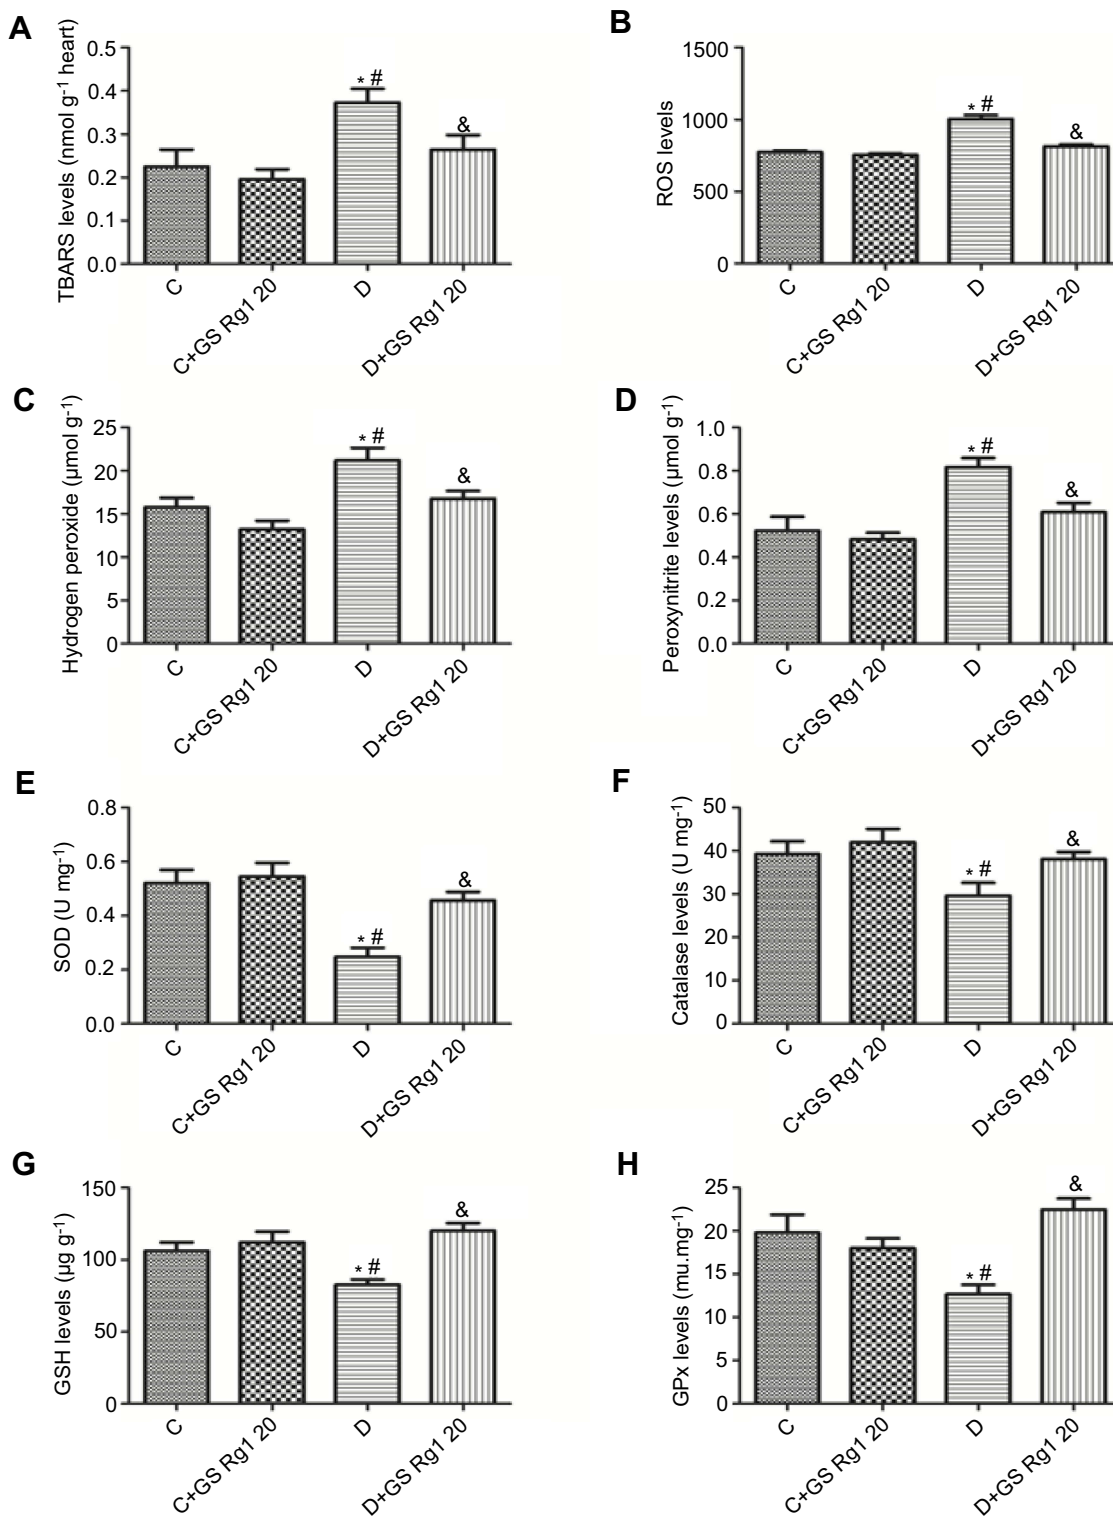 A
TBARS levels (nmol g-1 heart)
0.5
0.4
0.3
0.2
0.1
0.0
* #
&
C
C+GS Rg1 20
D
D+GS Rg1 20
B
ROS levels
1500
1000
500
0
* #
&
C
C+GS Rg1 20
D
D+GS Rg1 20
C
Hydrogen peroxide (µmol g-1)
25
20
15
10
5
0
* #
&
C
C+GS Rg1 20
D
D+GS Rg1 20
D
Peroxynitrite levels (µmol g-1)
1.0
0.8
0.6
0.4
0.2
0.0
* #
&
C
C+GS Rg1 20
D
D+GS Rg1 20
E
SOD (U mg-1)
0.8
0.6
0.4
0.2
0.0
* #
&
C
C+GS Rg1 20
D
D+GS Rg1 20
F
Catalase levels (U mg-1)
50
40
30
20
10
0
* #
&
C
C+GS Rg1 20
D
D+GS Rg1 20
G
GSH levels (µg g-1)
150
100
50
0
* #
&
C
C+GS Rg1 20
D
D+GS Rg1 20
H
GPx levels (mu.mg-1)
25
20
15
10
5
0
* #
&
C
C+GS Rg1 20
D
D+GS Rg1 20